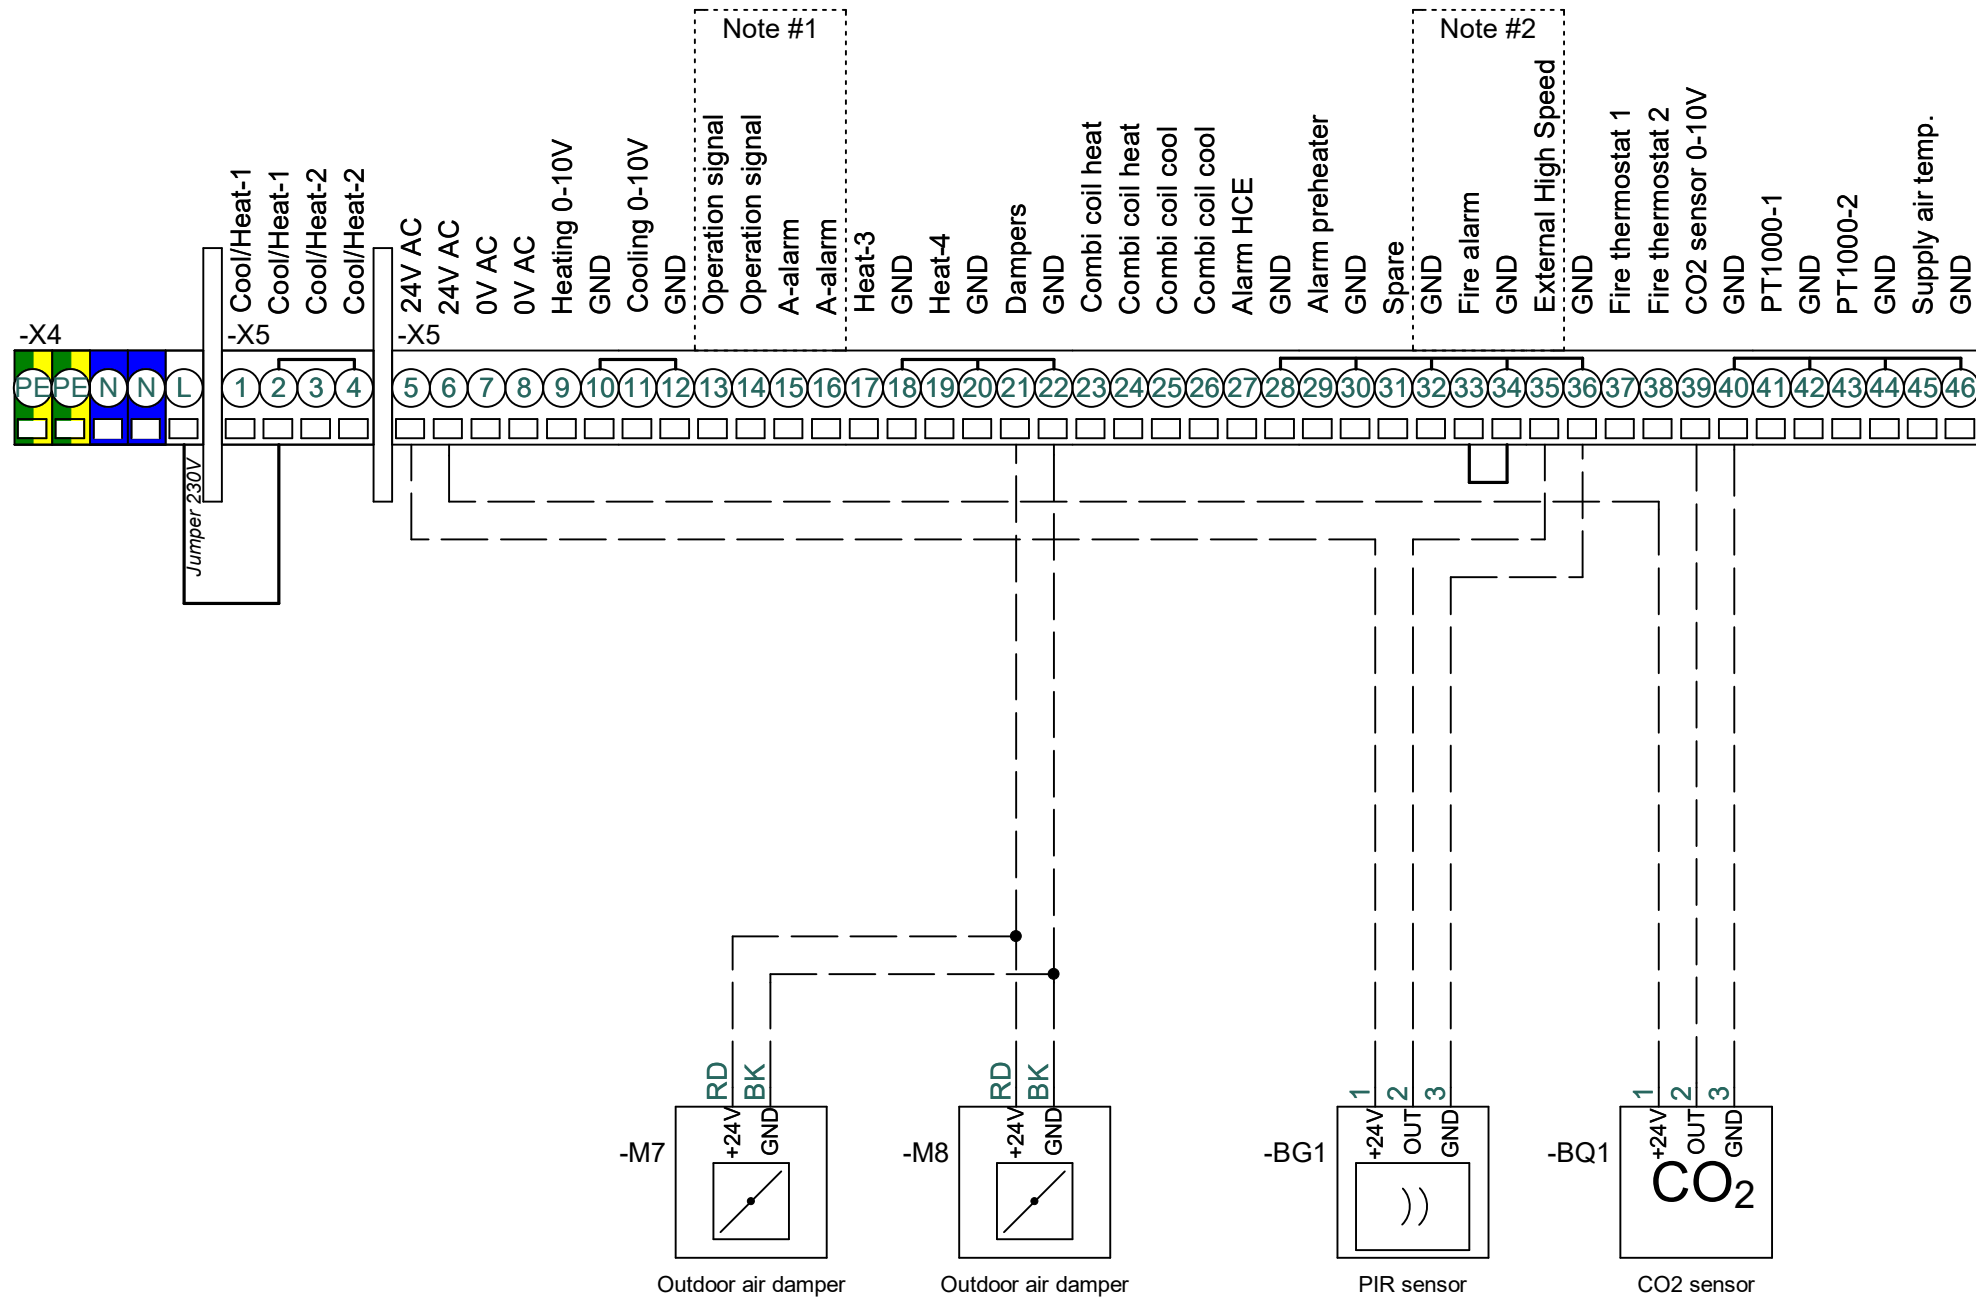 Note #1
Note #2
Cool/Heat-1
Cool/Heat-1
Cool/Heat-2
Cool/Heat-2
24V AC
24V AC
0V AC
0V AC
Heating 0-10V
GND
Cooling 0-10V
GND
Operation signal
Operation signal
A-alarm
A-alarm
Heat-3
GND
Heat-4
GND
Dampers
GND
Combi coil heat
Combi coil heat
Combi coil cool
Combi coil cool
Alarm HCE
GND
Alarm preheater
GND
Spare
GND
Fire alarm
GND
External High Speed
GND
Fire thermostat 1
Fire thermostat 2
CO2 sensor 0-10V
GND
PT1000-1
GND
PT1000-2
GND
Supply air temp.
GND
-X4
-X5
-X5
PE PE N N L 1 2 3 4 5 6 7 8 9 10 11 12 13 14 15 16 17 18 19 20 21 22 23 24 25 26 27 28 29 30 31 32 33 34 35 36 37 38 39 40 41 42 43 44 45 46
Jumper 230V
RD
BK
RD
BK
1
2
3
1
2
3
+24V
GND
+24V
GND
+24V
OUT
GND
+24V
OUT
GND
-M7
-M8
-BG1
-BQ1
CO2
Outdoor air damper
Outdoor air damper
PIR sensor
CO2 sensor